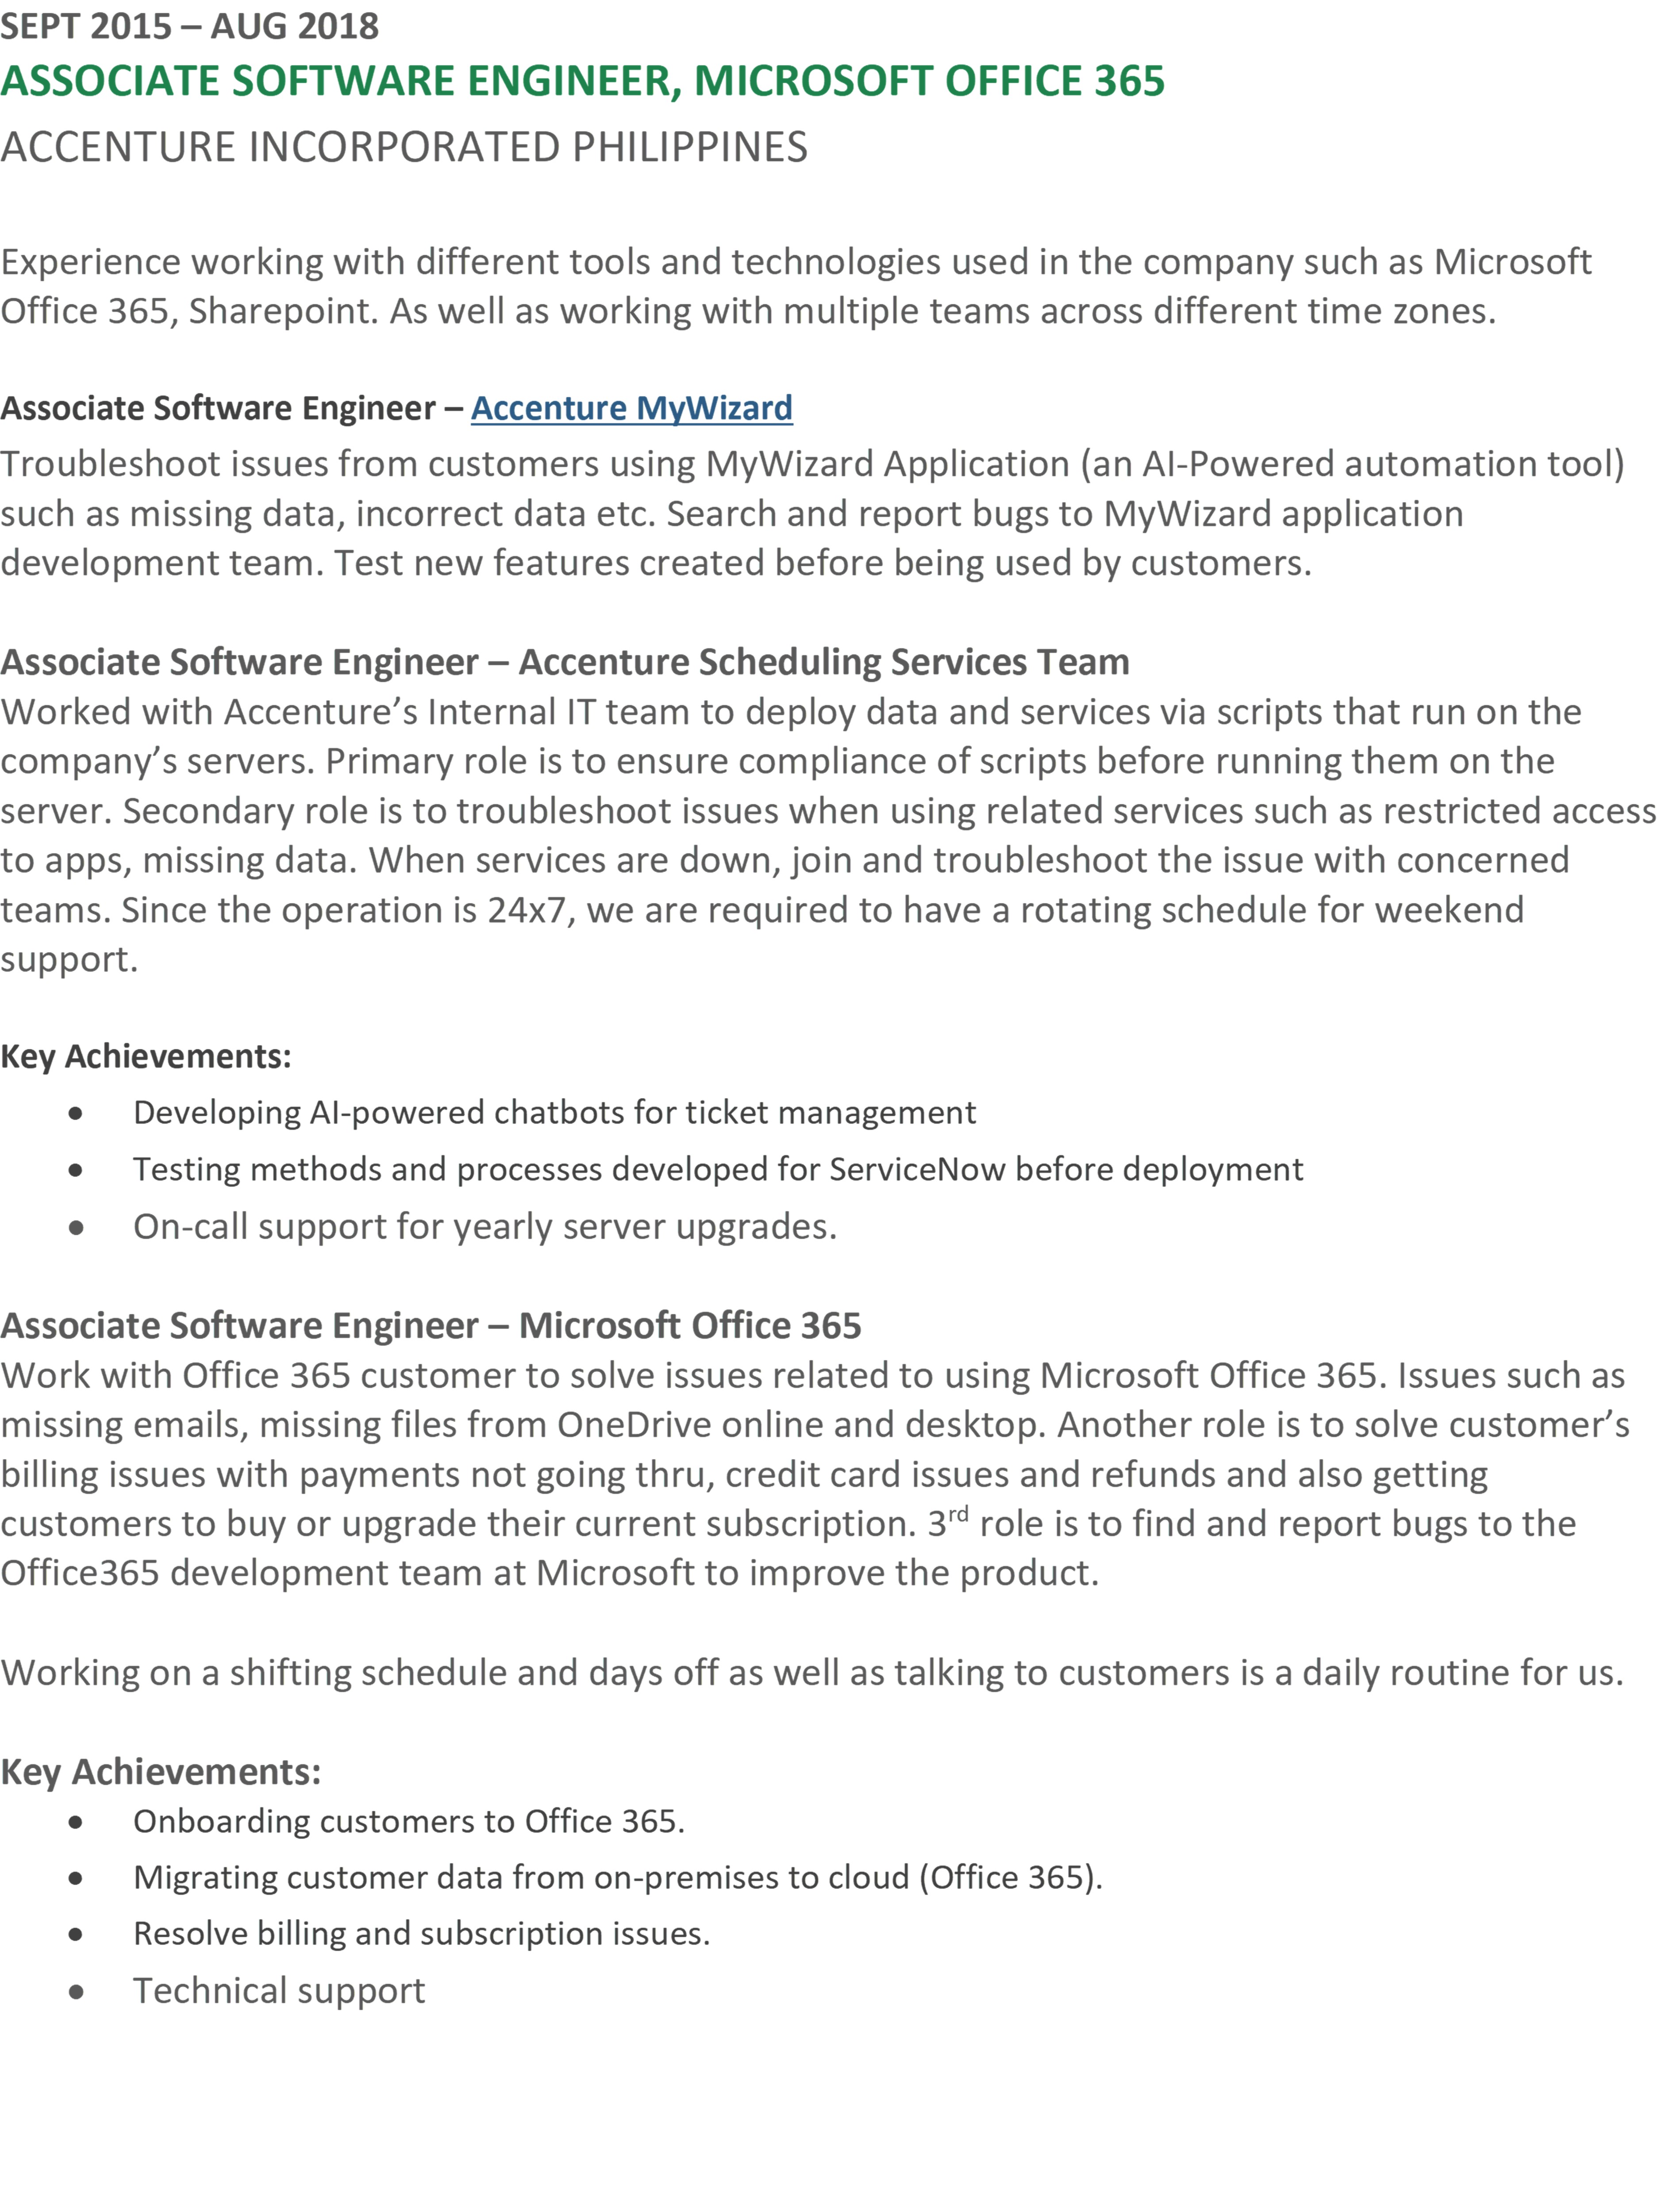 SEPT 2015 – AUG 2018
ASSOCIATE SOFTWARE ENGINEER, MICROSOFT OFFICE 365
ACCENTURE INCORPORATED PHILIPPINES
Experience working with different tools and technologies used in the company such as Microsoft
Office 365, Sharepoint. As well as working with multiple teams across different time zones.
Associate Software Engineer – Accenture MyWizard
Troubleshoot issues from customers using MyWizard Application (an AI-Powered automation tool)
such as missing data, incorrect data etc. Search and report bugs to MyWizard application
development team. Test new features created before being used by customers.
Associate Software Engineer – Accenture Scheduling Services Team
Worked with Accenture’s Internal IT team to deploy data and services via scripts that run on the
company’s servers. Primary role is to ensure compliance of scripts before running them on the
server. Secondary role is to troubleshoot issues when using related services such as restricted access
to apps, missing data. When services are down, join and troubleshoot the issue with concerned
teams. Since the operation is 24x7, we are required to have a rotating schedule for weekend
support.
Key Achievements:
• Developing AI-powered chatbots for ticket management
• Testing methods and processes developed for ServiceNow before deployment
• On-call support for yearly server upgrades.
Associate Software Engineer – Microsoft Office 365
Work with Office 365 customer to solve issues related to using Microsoft Office 365. Issues such as
missing emails, missing files from OneDrive online and desktop. Another role is to solve customer’s
billing issues with payments not going thru, credit card issues and refunds and also getting
customers to buy or upgrade their current subscription. 3rd role is to find and report bugs to the
Office365 development team at Microsoft to improve the product.
Working on a shifting schedule and days off as well as talking to customers is a daily routine for us.
Key Achievements:
• Onboarding customers to Office 365.
• Migrating customer data from on-premises to cloud (Office 365).
• Resolve billing and subscription issues.
• Technical support